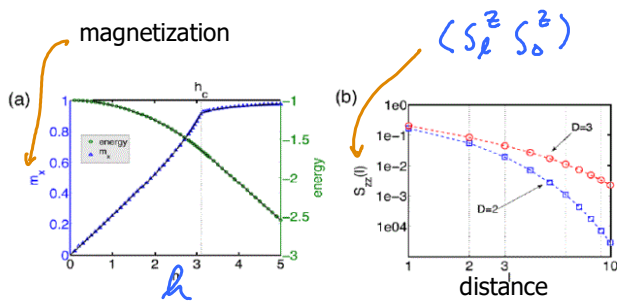 magnetization
⟨S_l^z S_0^z⟩
(a)
h_c
energy
m_x
m_x
1
0.8
0.6
0.4
0.2
0
0
1
2
3
4
5
-1
-1.5
-2
-2.5
-3
energy
h
(b)
S_zz(l)
1e0
1e-1
1e-2
1e-3
1e04
D=3
D=2
1
2
3
10
distance